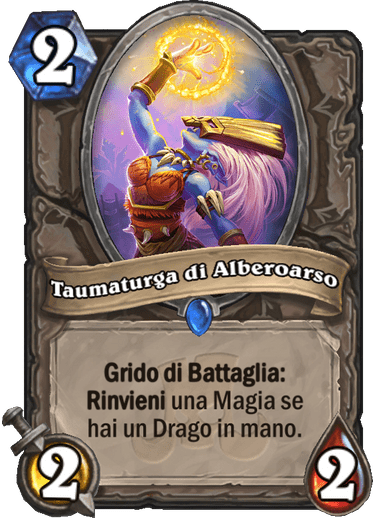 2
Taumaturga di Alberoarso
Grido di Battaglia:
Rinvieni una Magia se
hai un Drago in mano.
2 2